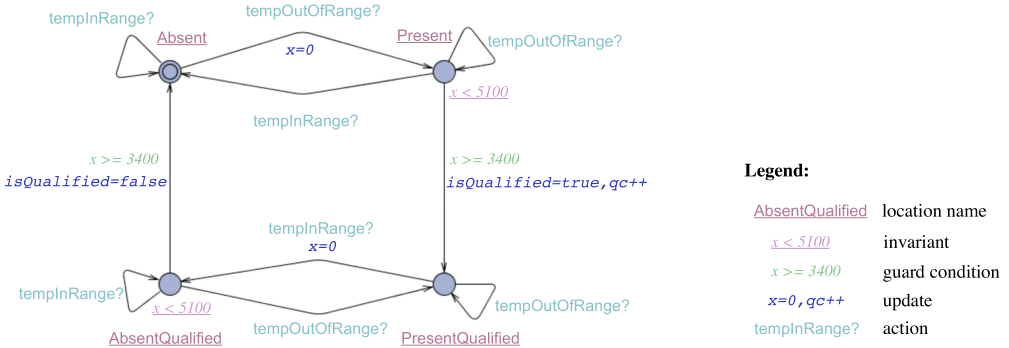 tempInRange?
Absent
tempOutOfRange?
x=0
Present
tempOutOfRange?
x < 5100
tempInRange?
x >= 3400
isQualified=false
x >= 3400
isQualified=true,qc++
tempInRange?
x=0
tempInRange?
x < 5100
AbsentQualified
tempOutOfRange?
tempOutOfRange?
PresentQualified
Legend:
AbsentQualified location name
x < 5100 invariant
x >= 3400 guard condition
x=0,qc++ update
tempInRange? action